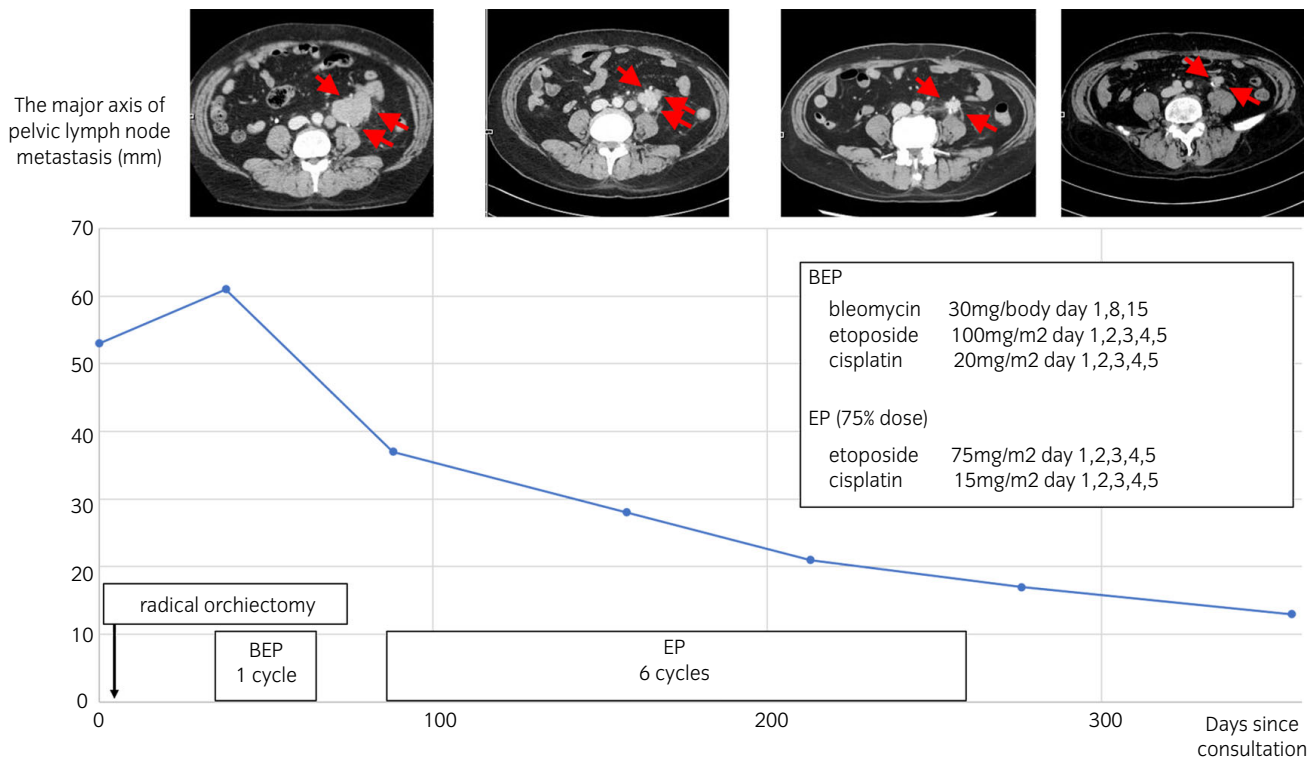 The major axis of
pelvic lymph node
metastasis (mm)
70
60
50
40
30
20
10
0
BEP
bleomycin 30mg/body day 1,8,15
etoposide 100mg/m2 day 1,2,3,4,5
cisplatin 20mg/m2 day 1,2,3,4,5
EP (75% dose)
etoposide 75mg/m2 day 1,2,3,4,5
cisplatin 15mg/m2 day 1,2,3,4,5
radical orchiectomy
BEP
1 cycle
EP
6 cycles
0
100
200
300
Days since
consultation